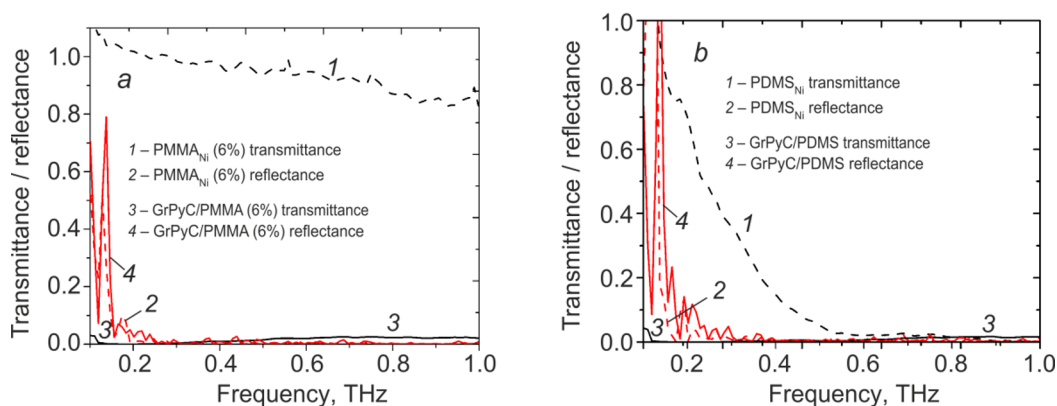 Transmittance / reflectance
1.0
0.8
0.6
0.4
0.2
0.0
a
1
1 – PMMANi (6%) transmittance
2 – PMMANi (6%) reflectance
3 – GrPyC/PMMA (6%) transmittance
4 – GrPyC/PMMA (6%) reflectance
4
2
3
3
0.2 0.4 0.6 0.8 1.0
Frequency, THz
Transmittance / reflectance
1.0
0.8
0.6
0.4
0.2
0.0
b
1 – PDMSNi transmittance
2 – PDMSNi reflectance
3 – GrPyC/PDMS transmittance
4 – GrPyC/PDMS reflectance
4
1
2
3
3
0.2 0.4 0.6 0.8 1.0
Frequency, THz